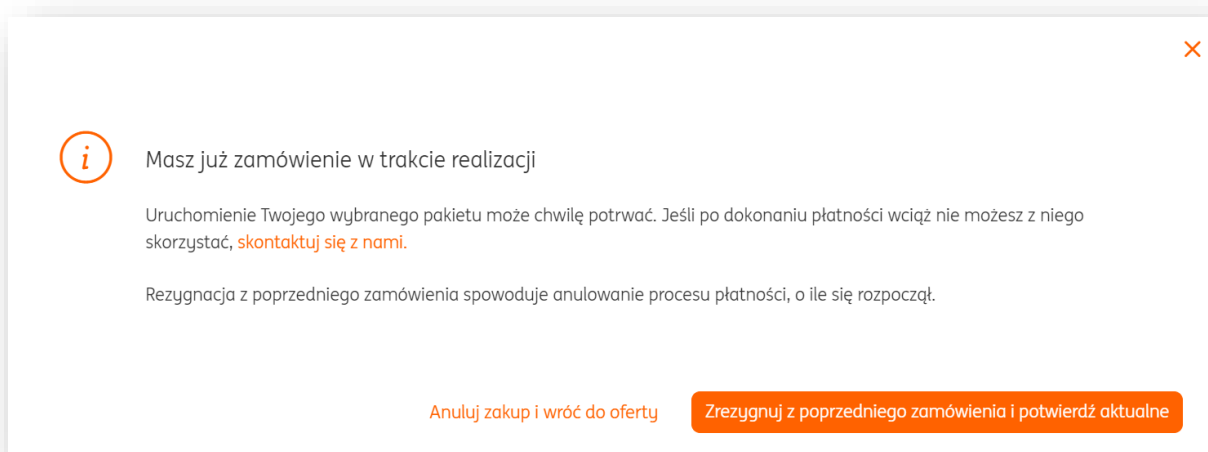 Masz już zamówienie w trakcie realizacji
Uruchomienie Twojego wybranego pakietu może chwilę potrwać. Jeśli po dokonaniu płatności wciąż nie możesz z niego
skorzystać, skontaktuj się z nami.
Rezygnacja z poprzedniego zamówienia spowoduje anulowanie procesu płatności, o ile się rozpoczął.
Anuluj zakup i wróć do oferty
Zrezygnuj z poprzedniego zamówienia i potwierdź aktualne